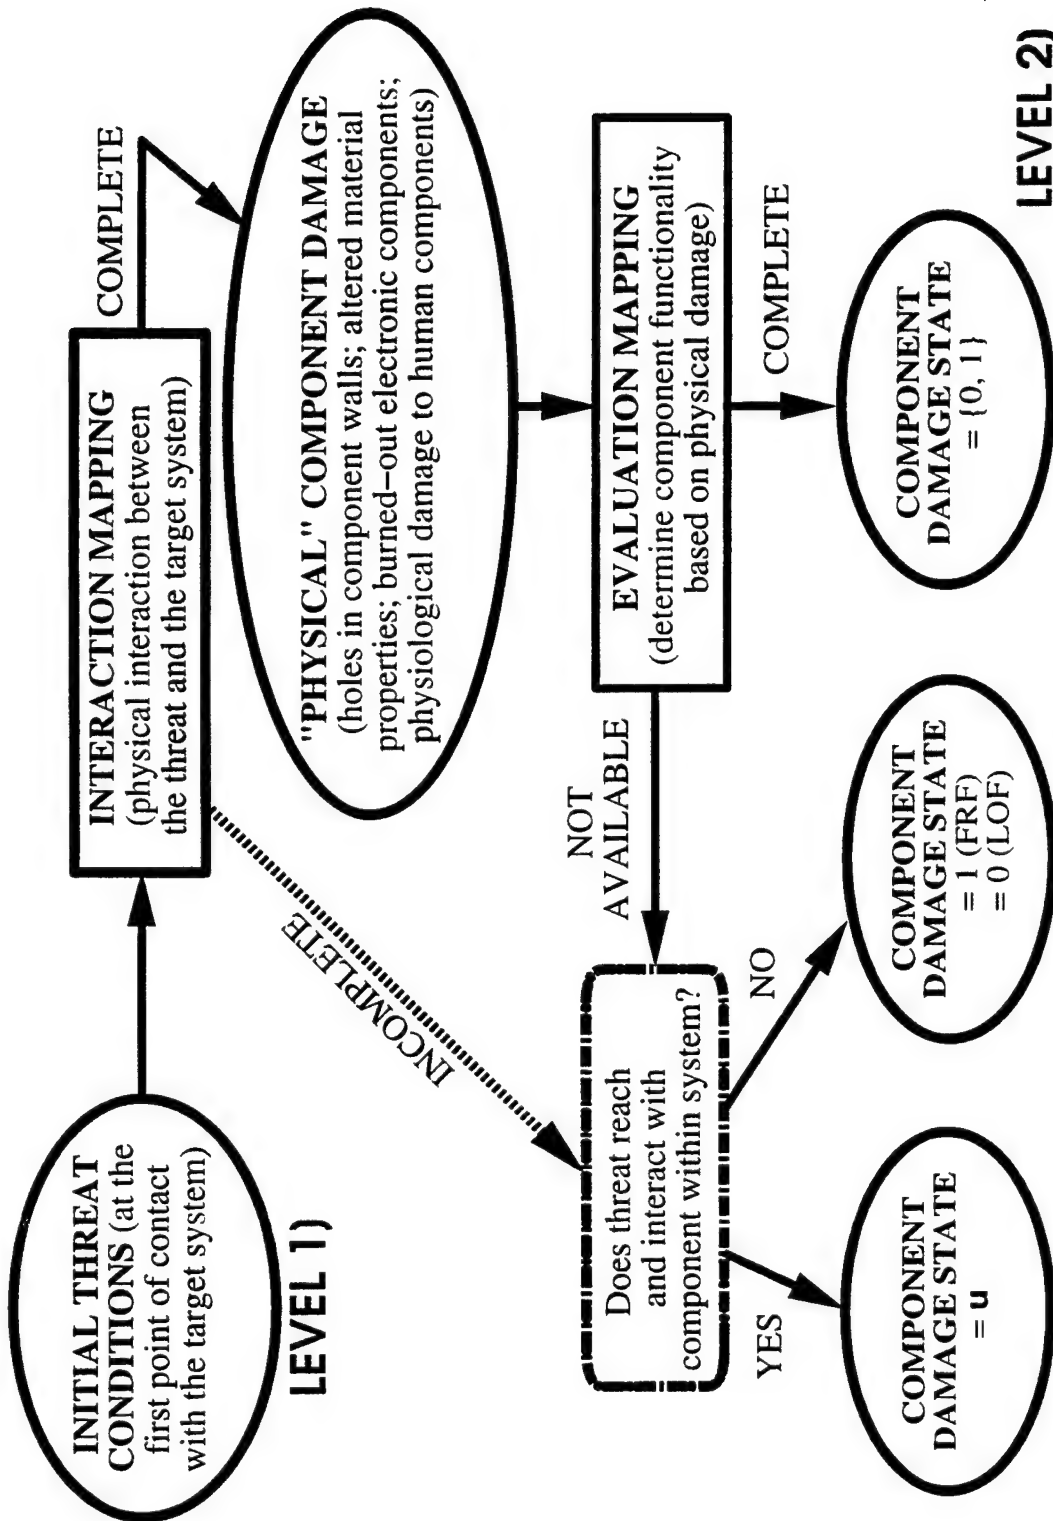 INITIAL THREAT
CONDITIONS (at the
first point of contact
with the target system)
LEVEL 1)
INTERACTION MAPPING
(physical interaction between
the threat and the target system)
COMPLETE
INCOMPLETE
"PHYSICAL" COMPONENT DAMAGE
(holes in component walls; altered material
properties; burned–out electronic components;
physiological damage to human components)
EVALUATION MAPPING
(determine component functionality
based on physical damage)
NOT
AVAILABLE
COMPLETE
Does threat reach
and interact with
component within system?
YES
NO
COMPONENT
DAMAGE STATE
= u
COMPONENT
DAMAGE STATE
= 1 (FRF)
= 0 (LOF)
COMPONENT
DAMAGE STATE
= {0, 1}
LEVEL 2)